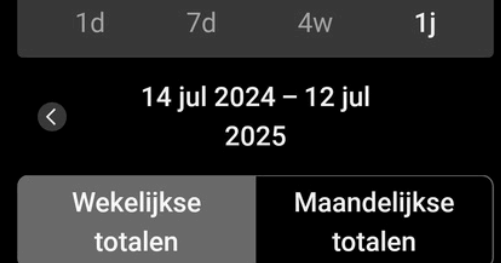 1d 7d 4w 1j
14 jul 2024 – 12 jul
2025
Wekelijkse Maandelijkse
totalen totalen